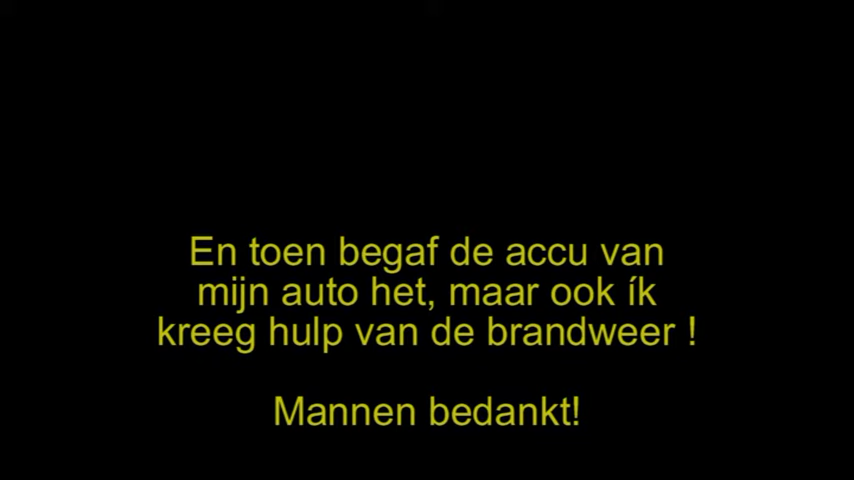 En toen begaf de accu van
mijn auto het, maar ook ík
kreeg hulp van de brandweer !
Mannen bedankt!